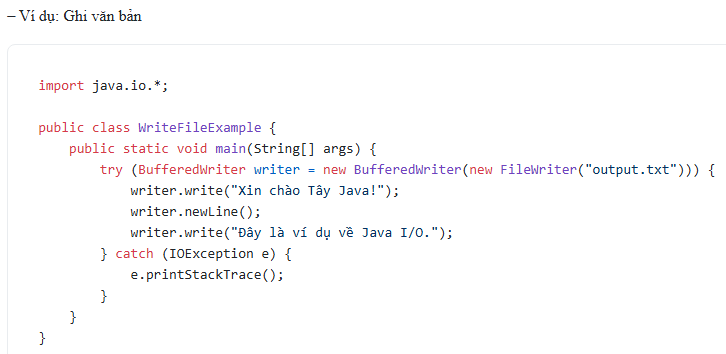 – Ví dụ: Ghi văn bản
import java.io.*;
public class WriteFileExample {
public static void main(String[] args) {
try (BufferedWriter writer = new BufferedWriter(new FileWriter("output.txt"))) {
writer.write("Xin chào Tây Java!");
writer.newLine();
writer.write("Đây là ví dụ về Java I/O.");
} catch (IOException e) {
e.printStackTrace();
}
}
}